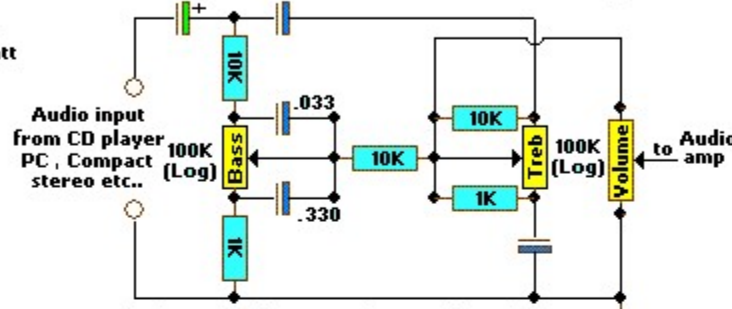 +
tt
10K
.033
Audio input
from CD player
PC , Compact
stereo etc..
100K
(Log)
Bass
10K
10K
1K
Treb
100K
(Log)
Volume
to
Audio
amp
.330
1K